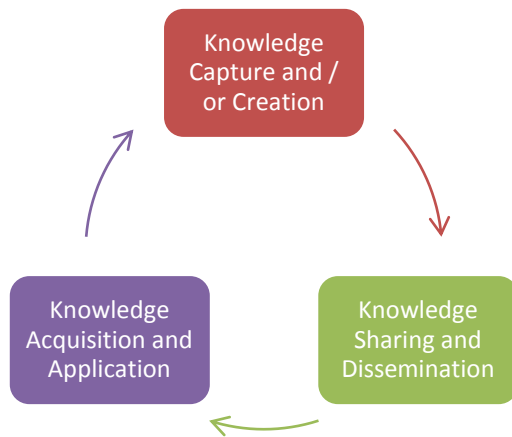 Knowledge
Capture and /
or Creation
Knowledge
Sharing and
Dissemination
Knowledge
Acquisition and
Application